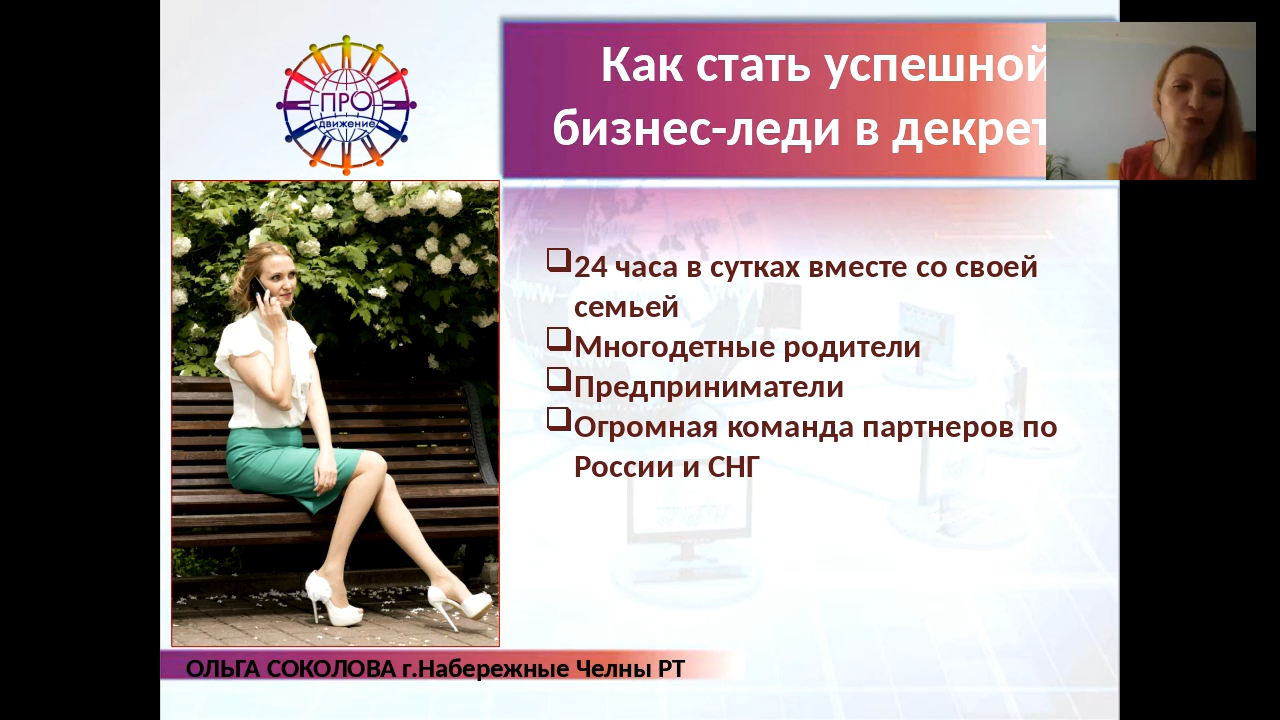 ПРО
движение
Как стать успешной
бизнес-леди в декрет
24 часа в сутках вместе со своей
семьей
Многодетные родители
Предприниматели
Огромная команда партнеров по
России и СНГ
ОЛЬГА СОКОЛОВА г.Набережные Челны РТ